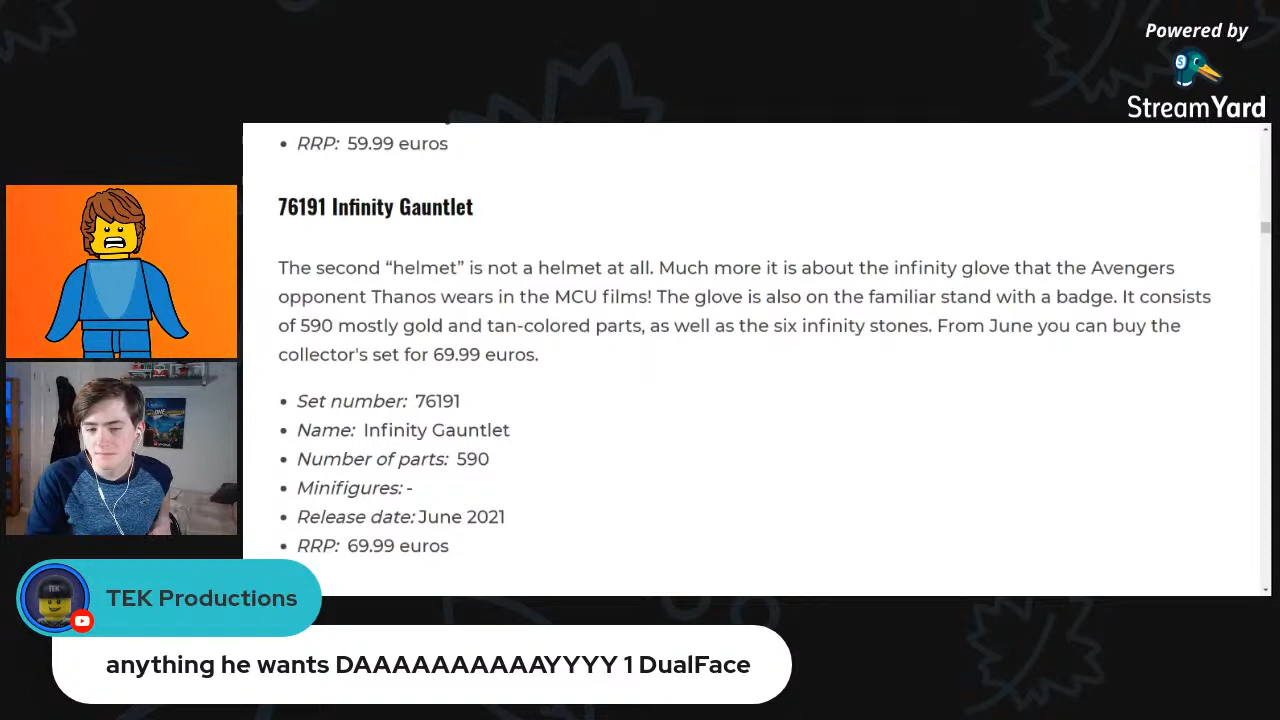 Powered by
StreamYard
• RRP: 59.99 euros
76191 Infinity Gauntlet
The second “helmet” is not a helmet at all. Much more it is about the infinity glove that the Avengers
opponent Thanos wears in the MCU films! The glove is also on the familiar stand with a badge. It consists
of 590 mostly gold and tan-colored parts, as well as the six infinity stones. From June you can buy the
collector's set for 69.99 euros.
• Set number: 76191
• Name: Infinity Gauntlet
• Number of parts: 590
• Minifigures: -
• Release date: June 2021
• RRP: 69.99 euros
TEK
TEK Productions
anything he wants DAAAAAAAAAAYYYY 1 DualFace